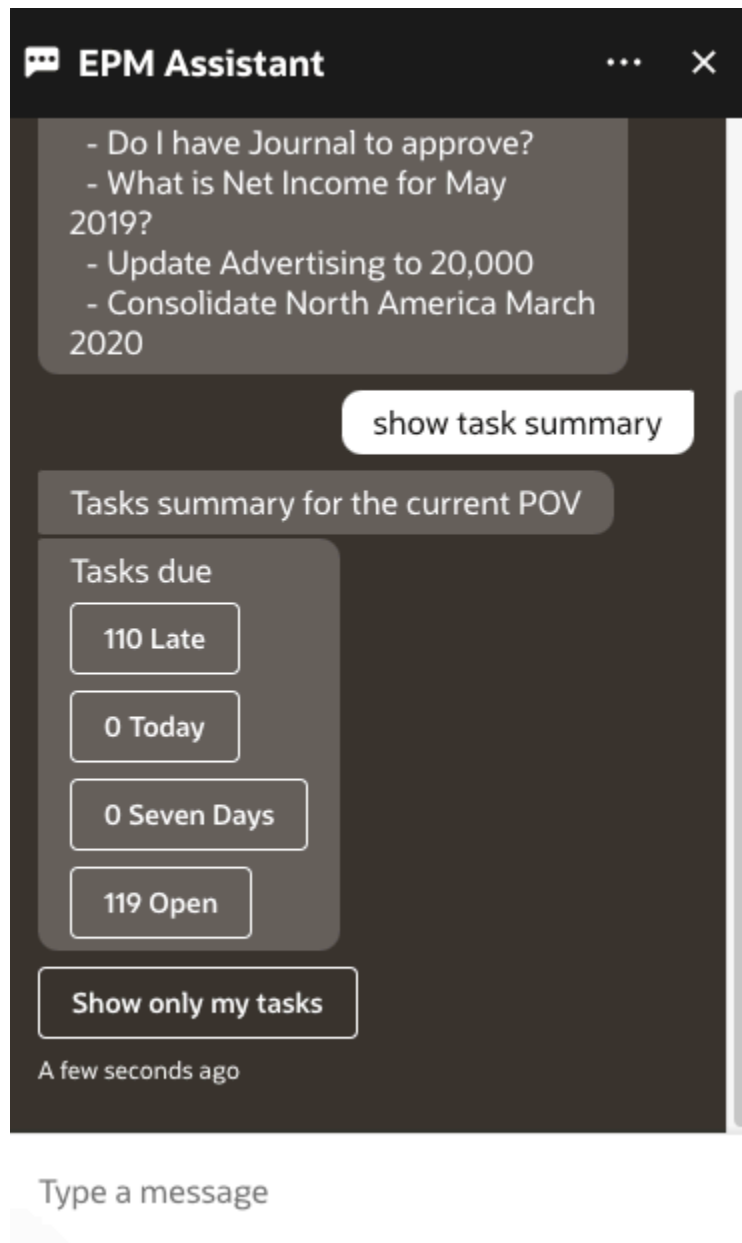 EPM Assistant
- Do I have Journal to approve?
- What is Net Income for May
2019?
- Update Advertising to 20,000
- Consolidate North America March
2020
show task summary
Tasks summary for the current POV
Tasks due
110 Late
0 Today
0 Seven Days
119 Open
Show only my tasks
A few seconds ago
Type a message